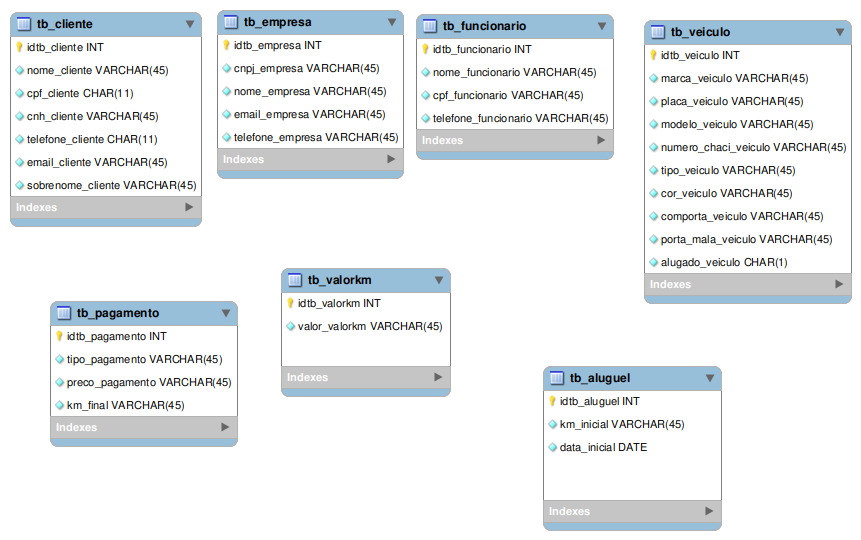 tb_cliente
idtb_cliente INT
nome_cliente VARCHAR(45)
cpf_cliente CHAR(11)
cnh_cliente VARCHAR(45)
telefone_cliente CHAR(11)
email_cliente VARCHAR(45)
sobrenome_cliente VARCHAR(45)
Indexes
tb_empresa
idtb_empresa INT
cnpj_empresa VARCHAR(45)
nome_empresa VARCHAR(45)
email_empresa VARCHAR(45)
telefone_empresa VARCHAR(45)
Indexes
tb_funcionario
idtb_funcionario INT
nome_funcionario VARCHAR(45)
cpf_funcionario VARCHAR(45)
telefone_funcionario VARCHAR(45)
Indexes
tb_veiculo
idtb_veiculo INT
marca_veiculo VARCHAR(45)
placa_veiculo VARCHAR(45)
modelo_veiculo VARCHAR(45)
numero_chaci_veiculo VARCHAR(45)
tipo_veiculo VARCHAR(45)
cor_veiculo VARCHAR(45)
comporta_veiculo VARCHAR(45)
porta_mala_veiculo VARCHAR(45)
alugado_veiculo CHAR(1)
Indexes
tb_pagamento
idtb_pagamento INT
tipo_pagamento VARCHAR(45)
preco_pagamento VARCHAR(45)
km_final VARCHAR(45)
Indexes
tb_valorkm
idtb_valorkm INT
valor_valorkm VARCHAR(45)
Indexes
tb_aluguel
idtb_aluguel INT
km_inicial VARCHAR(45)
data_inicial DATE
Indexes